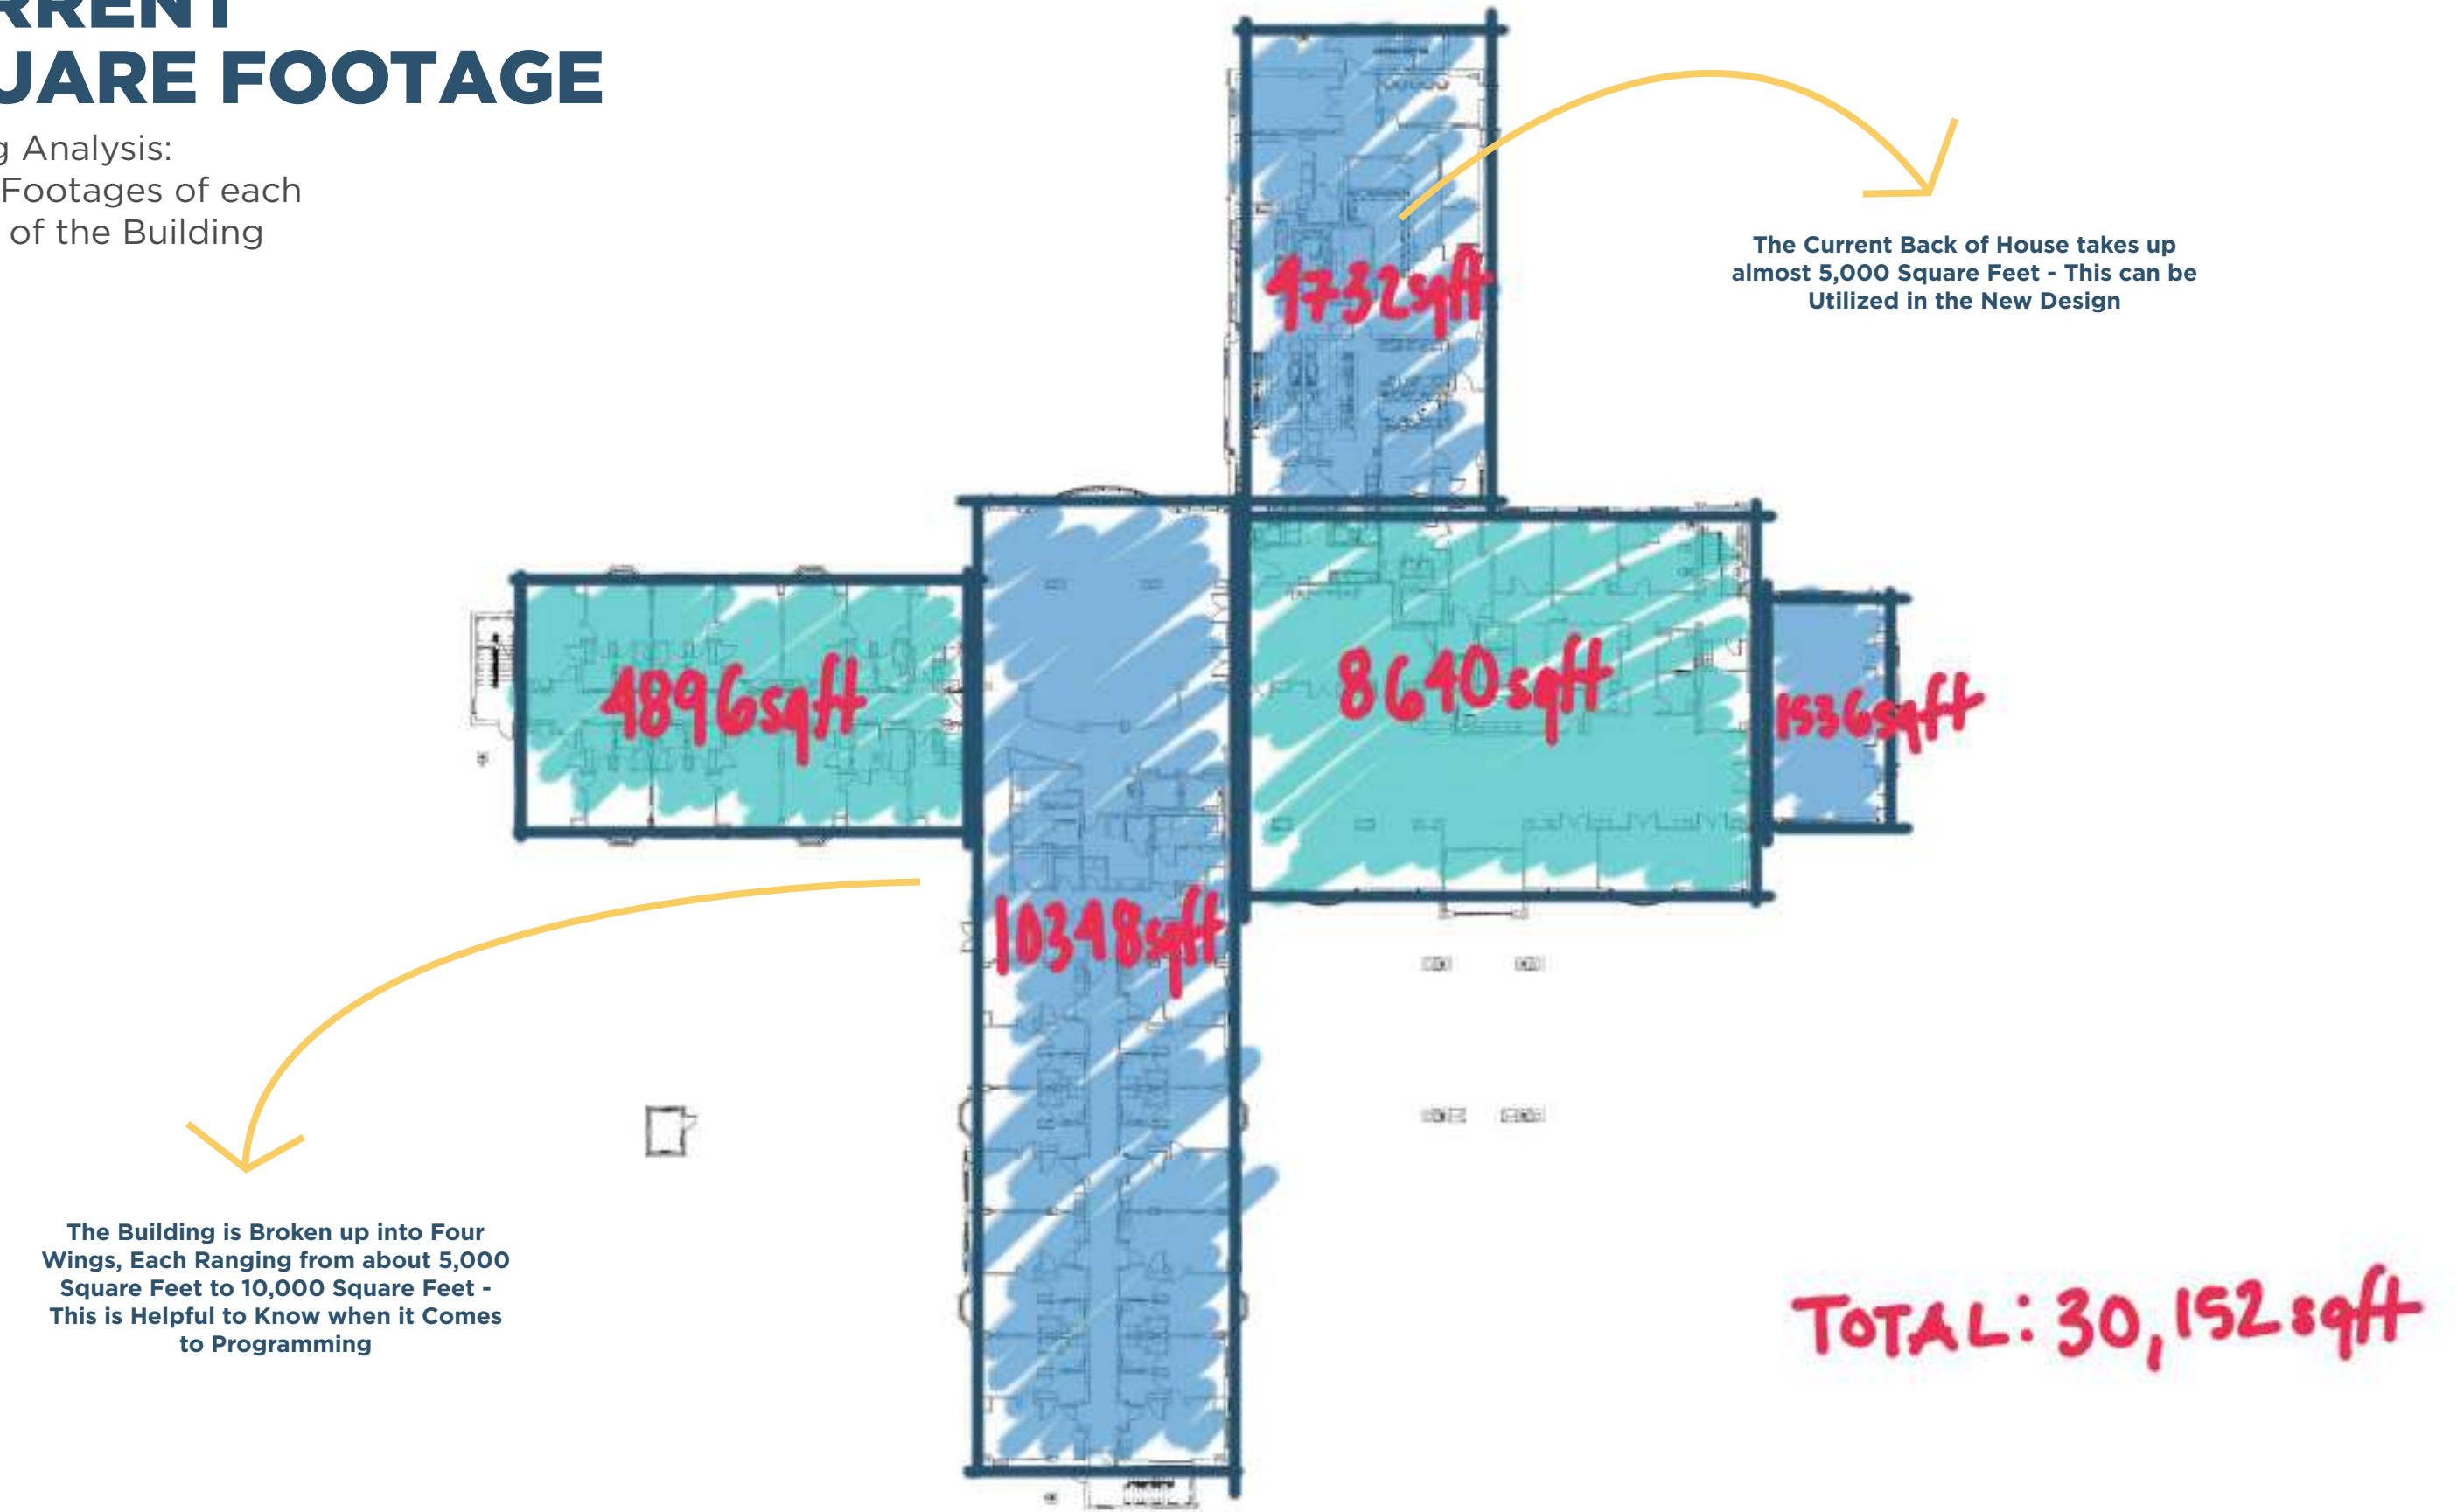 RRENT
UARE FOOTAGE
g Analysis:
Footages of each
of the Building
The Current Back of House takes up
almost 5,000 Square Feet - This can be
Utilized in the New Design
4732sqft
4896sqft
8640sqft
1536sqft
10348sqft
The Building is Broken up into Four
Wings, Each Ranging from about 5,000
Square Feet to 10,000 Square Feet -
This is Helpful to Know when it Comes
to Programming
TOTAL: 30,152 sqft